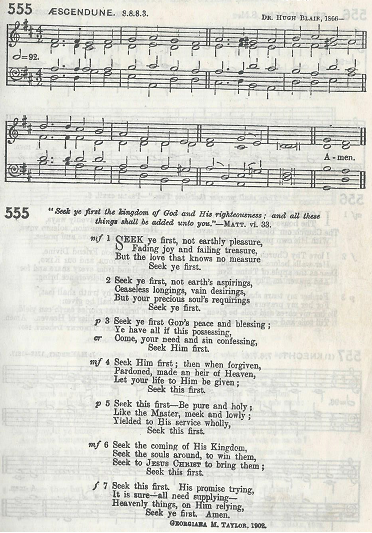 555 ÆSCENDUNE. 8.8.8.3. DR. HUGH BLAIR, 1866—
=92.
A-men.
555 "Seek ye first the kingdom of God and His righteousness; and all these
things shall be added unto you."—MATT. vi. 33.
mf 1 SEEK ye first, not earthly pleasure,
Fading joy and failing treasure,
But the love that knows no measure
Seek ye first.
2 Seek ye first, not earth's aspirings,
Ceaseless longings, vain desirings,
But your precious soul's requirings
Seek ye first.
p 3 Seek ye first GOD'S peace and blessing;
Ye have all if this possessing,
cr Come, your need and sin confessing,
Seek Him first.
mf 4 Seek Him first; then when forgiven,
Pardoned, made an heir of Heaven,
Let your life to Him be given;
Seek this first.
p 5 Seek this first—Be pure and holy;
Like the Master, meek and lowly;
Yielded to His service wholly,
Seek this first.
mf 6 Seek the coming of His Kingdom,
Seek the souls around, to win them,
Seek to JESUS CHRIST to bring them;
Seek this first.
f 7 Seek this first. His promise trying,
It is sure—all need supplying—
Heavenly things, on Him relying,
Seek ye first. Amen.
GEORGIANA M. TAYLOR, 1902.